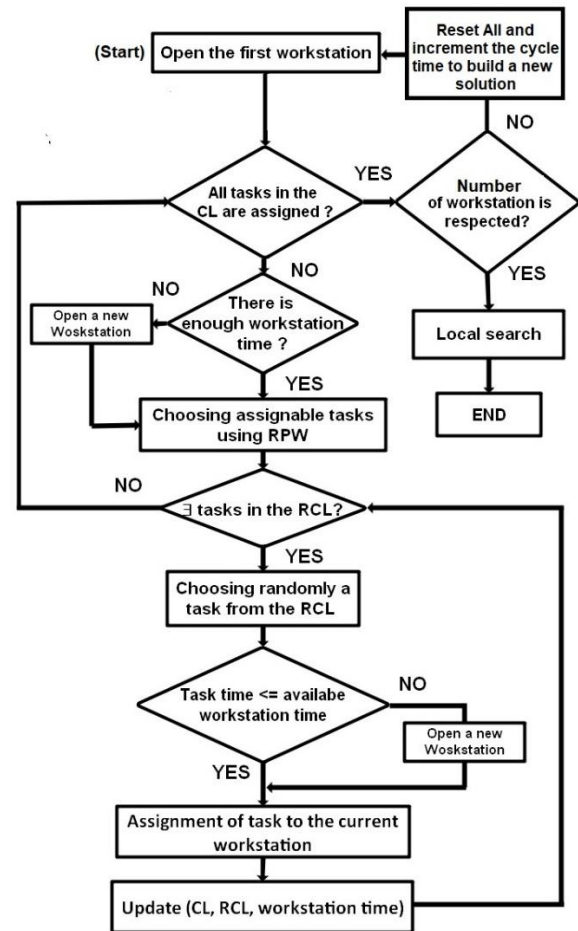 Reset All and
increment the cycle
time to build a new
solution
(Start)
Open the first workstation
NO
All tasks in the
CL are assigned ?
YES
Number
of workstation is
respected?
NO
YES
NO
There is
enough workstation
time ?
Open a new
Woskstation
Local search
YES
END
Choosing assignable tasks
using RPW
NO
∃ tasks in the RCL?
YES
Choosing randomly a
task from the RCL
Task time <= availabe
workstation time
NO
Open a new
Woskstation
YES
Assignment of task to the current
workstation
Update (CL, RCL, workstation time)